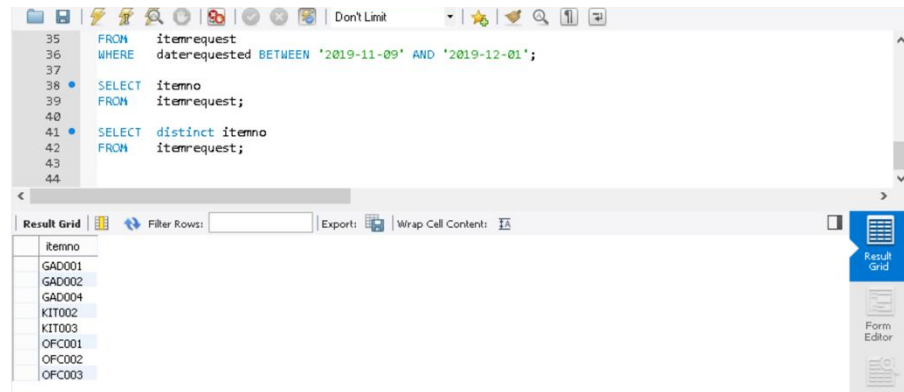 Don't Limit
35 FROM itemrequest
36 WHERE daterequested BETWEEN '2019-11-09' AND '2019-12-01';
37
38 SELECT itemno
39 FROM itemrequest;
40
41 SELECT distinct itemno
42 FROM itemrequest;
43
44
Result Grid Filter Rows: Export: Wrap Cell Content:
itemno
GAD001
GAD002
GAD004
KIT002
KIT003
OFC001
OFC002
OFC003
Result
Grid
Form
Editor